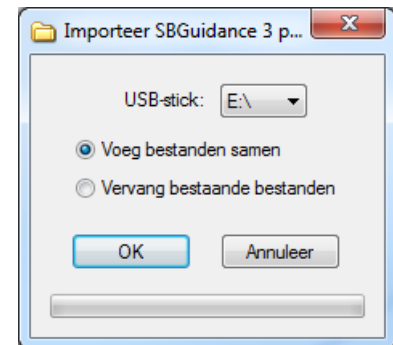 Importeer SBGuidance 3 p...
USB-stick: E:\
Voeg bestanden samen
Vervang bestaande bestanden
OK Annuleer